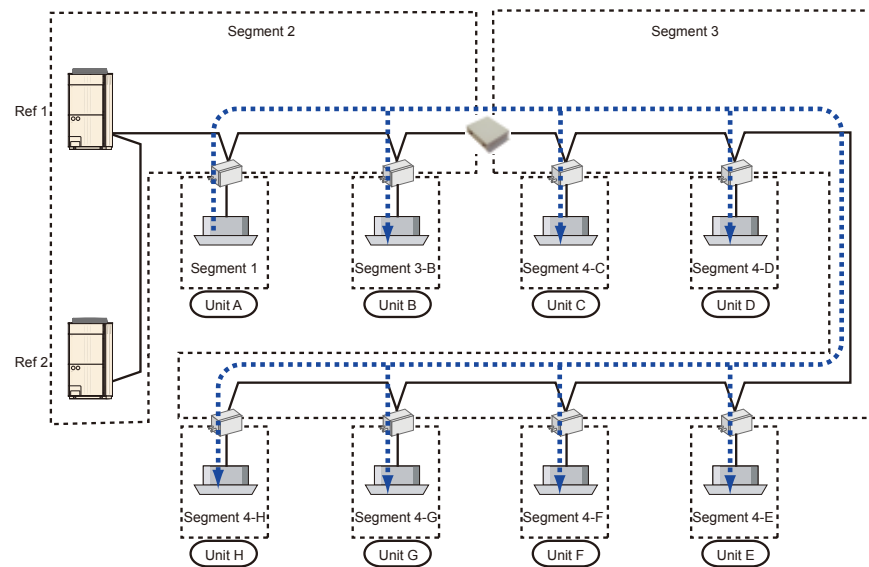 Segment 2
Segment 3
Ref 1
Segment 1
Segment 3-B
Segment 4-C
Segment 4-D
Unit A
Unit B
Unit C
Unit D
Ref 2
Segment 4-H
Segment 4-G
Segment 4-F
Segment 4-E
Unit H
Unit G
Unit F
Unit E